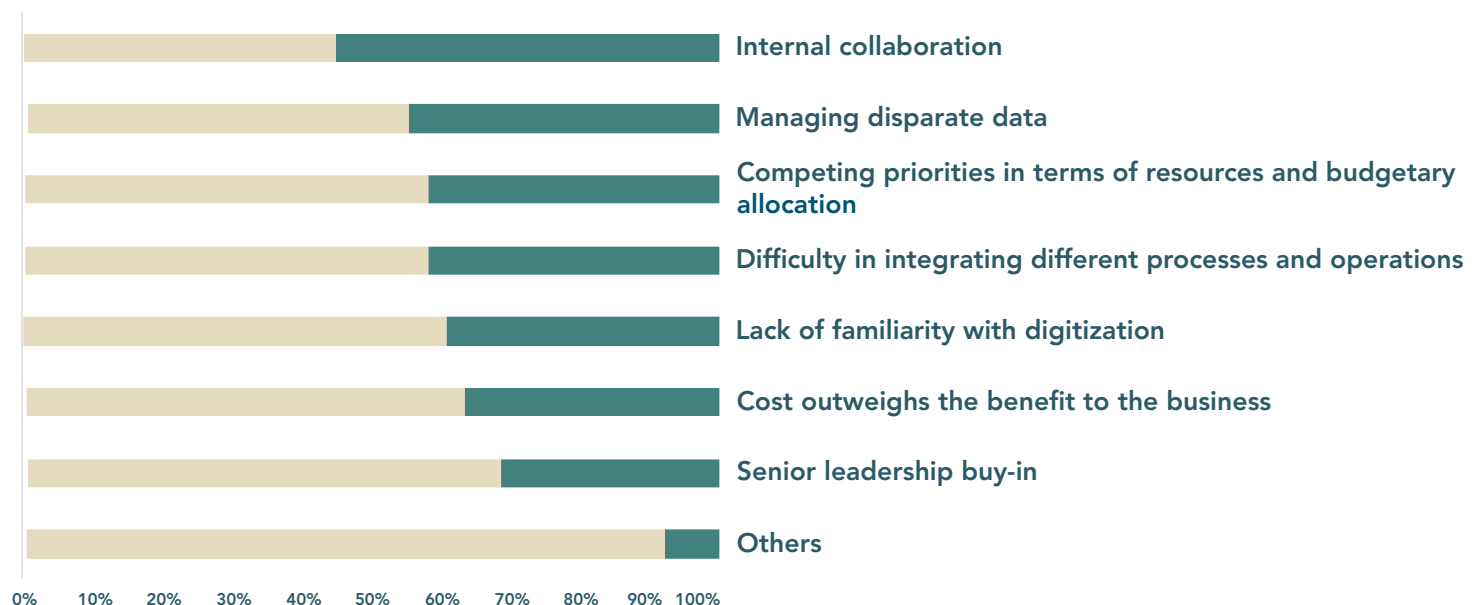 Internal collaboration
Managing disparate data
Competing priorities in terms of resources and budgetary
allocation
Difficulty in integrating different processes and operations
Lack of familiarity with digitization
Cost outweighs the benefit to the business
Senior leadership buy-in
Others
0% 10% 20% 30% 40% 50% 60% 70% 80% 90% 100%